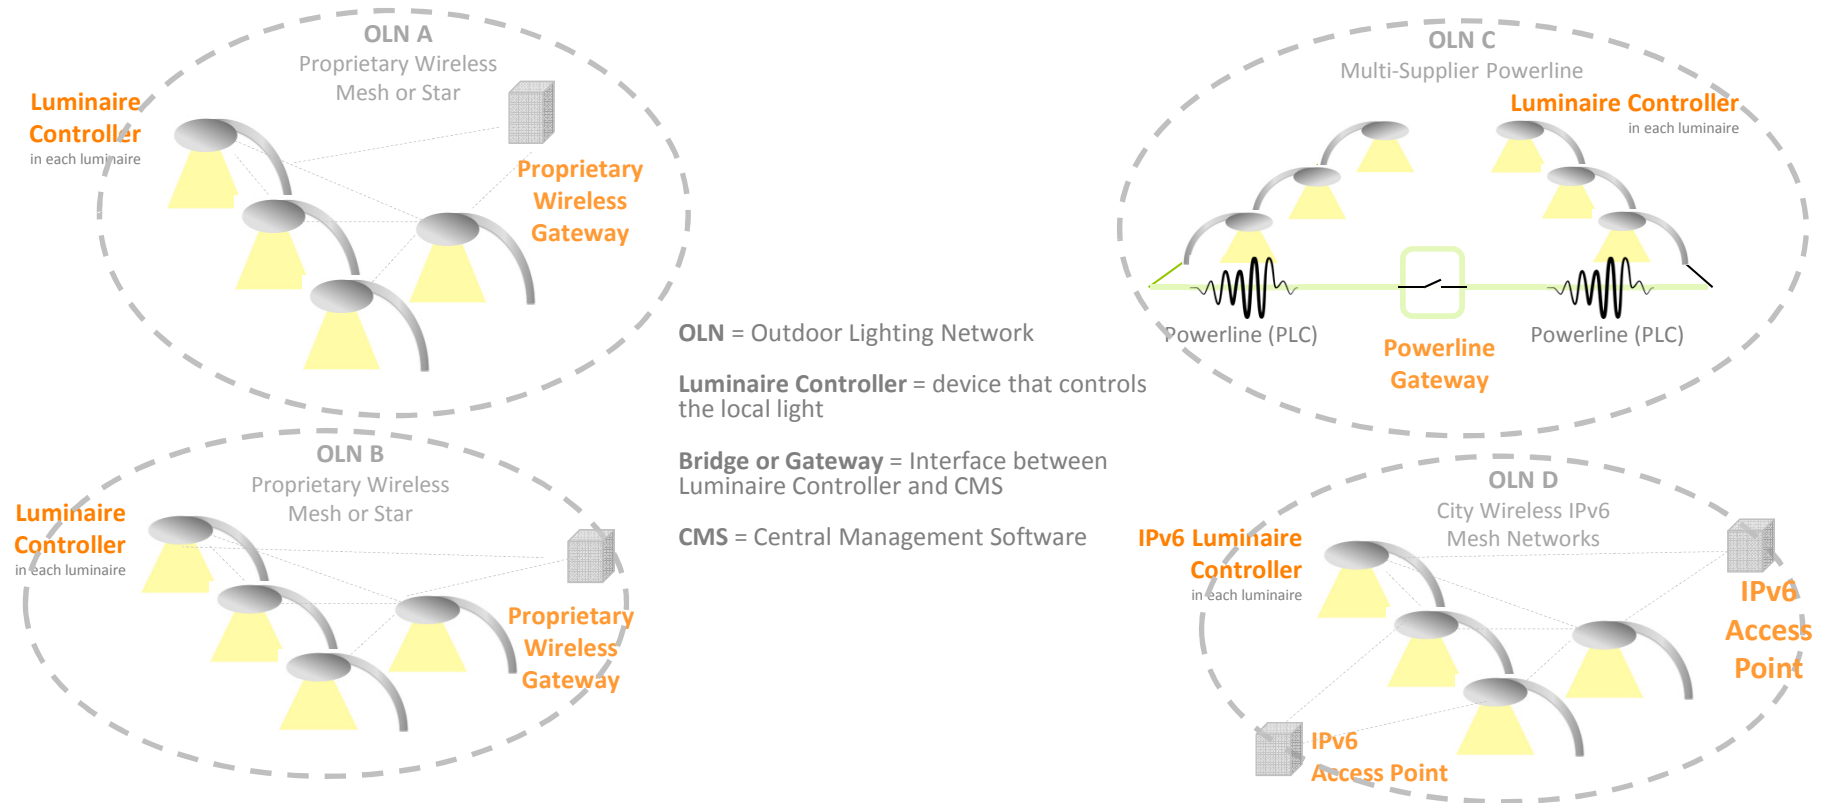 OLN A
Proprietary Wireless
Mesh or Star
Luminaire
Controller
in each luminaire
Proprietary
Wireless
Gateway
OLN B
Proprietary Wireless
Mesh or Star
Luminaire
Controller
in each luminaire
Proprietary
Wireless
Gateway
OLN = Outdoor Lighting Network
Luminaire Controller = device that controls
the local light
Bridge or Gateway = Interface between
Luminaire Controller and CMS
CMS = Central Management Software
OLN C
Multi-Supplier Powerline
Luminaire Controller
in each luminaire
Powerline (PLC)
Powerline
Gateway
Powerline (PLC)
OLN D
City Wireless IPv6
Mesh Networks
IPv6 Luminaire
Controller
in each luminaire
IPv6
Access
Point
IPv6
Access Point